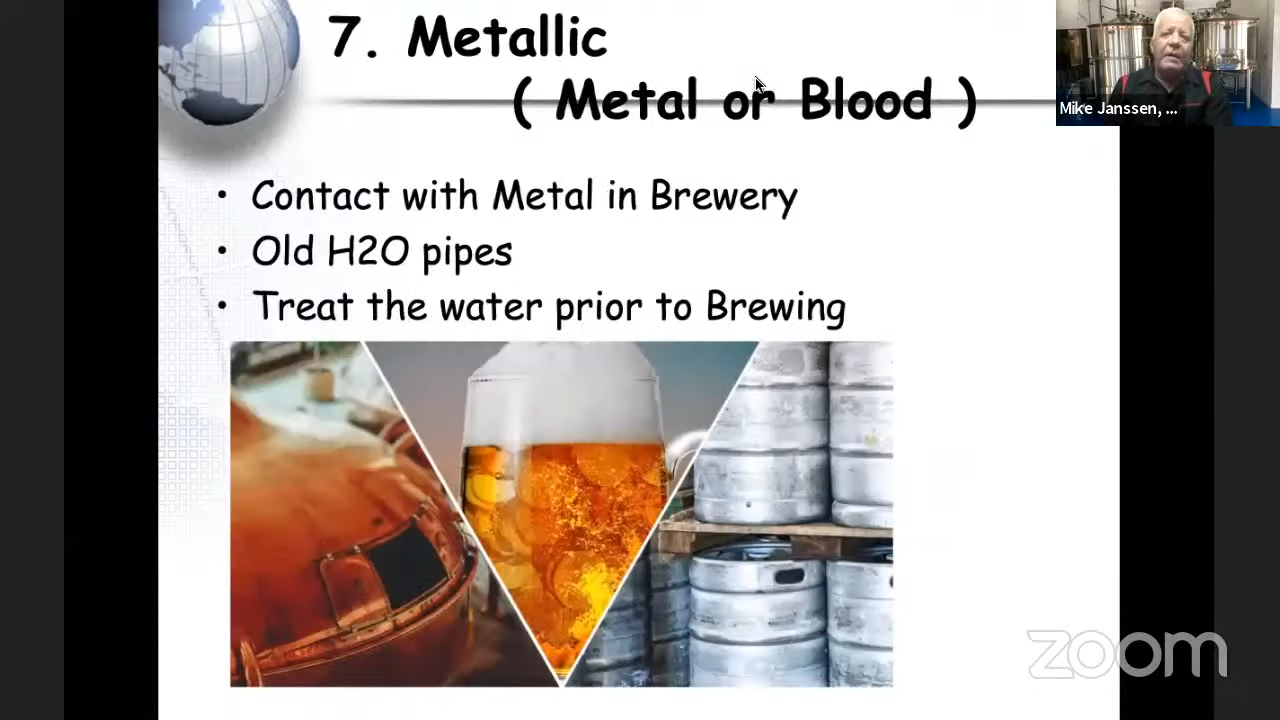 7. Metallic
( Metal or Blood )
Mike Janssen, ...
• Contact with Metal in Brewery
• Old H2O pipes
• Treat the water prior to Brewing
zoom